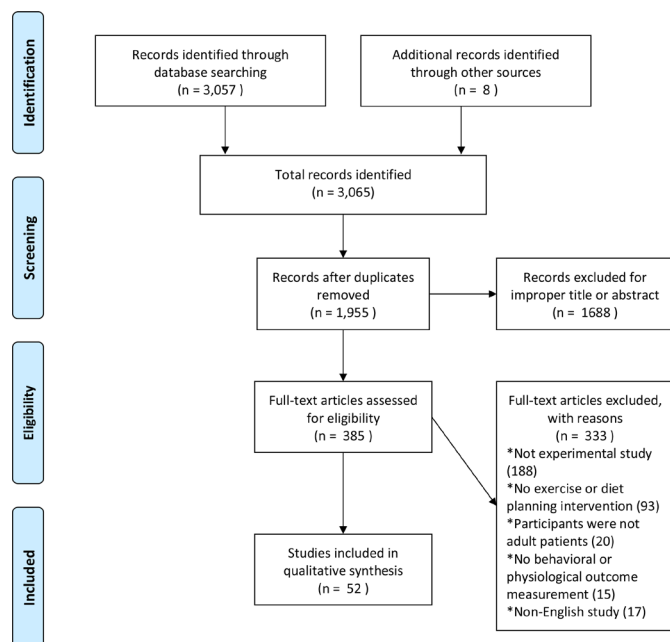 Identification
Records identified through
database searching
(n = 3,057 )
Additional records identified
through other sources
(n = 8 )
Total records identified
(n = 3,065)
Screening
Records after duplicates
removed
(n = 1,955 )
Records excluded for
improper title or abstract
(n = 1688 )
Eligibility
Full-text articles assessed
for eligibility
(n = 385 )
Full-text articles excluded,
with reasons
(n = 333 )
*Not experimental study
(188)
*No exercise or diet
planning intervention (93)
*Participants were not
adult patients (20)
*No behavioral or
physiological outcome
measurement (15)
*Non-English study (17)
Included
Studies included in
qualitative synthesis
(n = 52 )